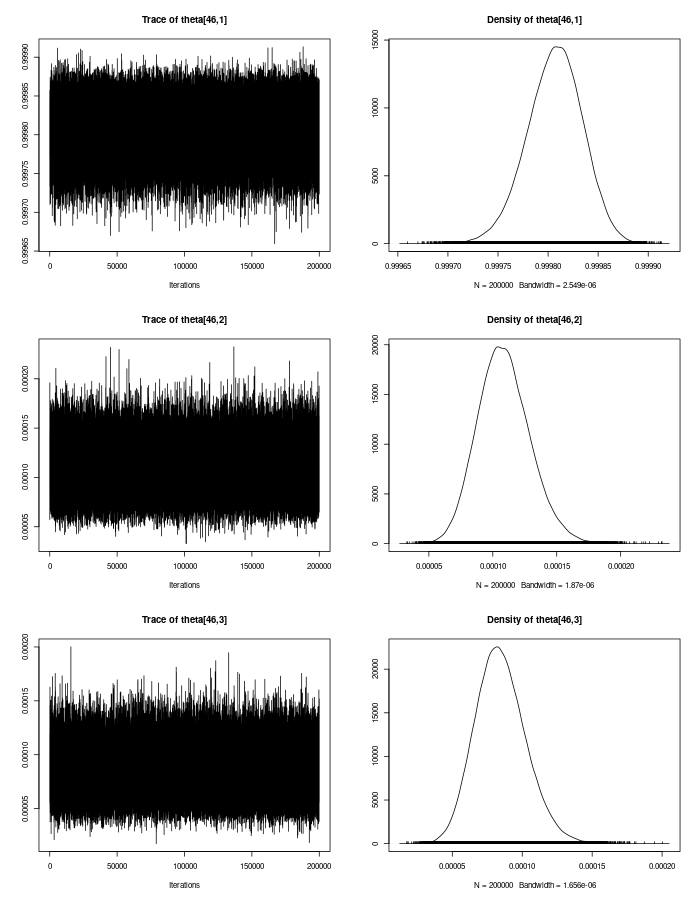 Trace of theta[46,1]
0.99990
0.99985
0.99980
0.99975
0.99970
0.99965
0 50000 100000 150000 200000
Iterations
Density of theta[46,1]
15000
10000
5000
0
0.99965 0.99970 0.99975 0.99980 0.99985 0.99990
N = 200000 Bandwidth = 2.549e-06
Trace of theta[46,2]
0.00020
0.00015
0.00010
0.00005
0 50000 100000 150000 200000
Iterations
Density of theta[46,2]
20000
15000
10000
5000
0
0.00005 0.00010 0.00015 0.00020
N = 200000 Bandwidth = 1.87e-06
Trace of theta[46,3]
0.00020
0.00015
0.00010
0.00005
0 50000 100000 150000 200000
Iterations
Density of theta[46,3]
20000
15000
10000
5000
0
0.00005 0.00010 0.00015 0.00020
N = 200000 Bandwidth = 1.656e-06